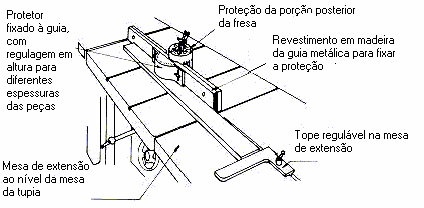 Protetor
fixado à guia,
com
regulagem em
altura para
diferentes
espessuras
das peças
Proteção da porção posterior
da fresa
Revestimento em madeira
da guia metálica para fixar
a proteção
Tope regulável na mesa
de extensão
Mesa de extensão
ao nível da mesa
da tupia